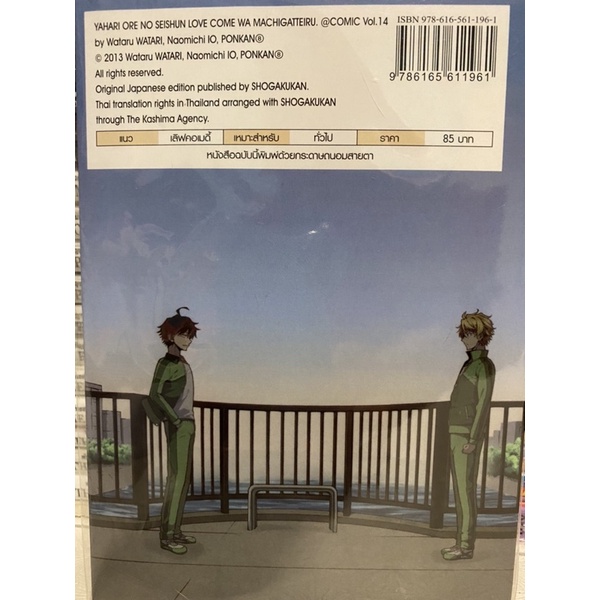 YAHARI ORE NO SEISHUN LOVE COME WA MACHIGATTEIRU. @COMIC Vol.14
by Wataru WATARI, Naomichi IO, PONKAN⑧
© 2013 Wataru WATARI, Naomichi IO, PONKAN⑧
All rights reserved.
Original Japanese edition published by SHOGAKUKAN.
Thai translation rights in Thailand arranged with SHOGAKUKAN
through The Kashima Agency.
ISBN 978-616-561-196-1
9 786165 611961
แนว เลิฟคอเมดี้ เหมาะสำหรับ ทั่วไป ราคา 85 บาท
หนังสือฉบับนี้พิมพ์ด้วยกระดาษถนอมสายตา